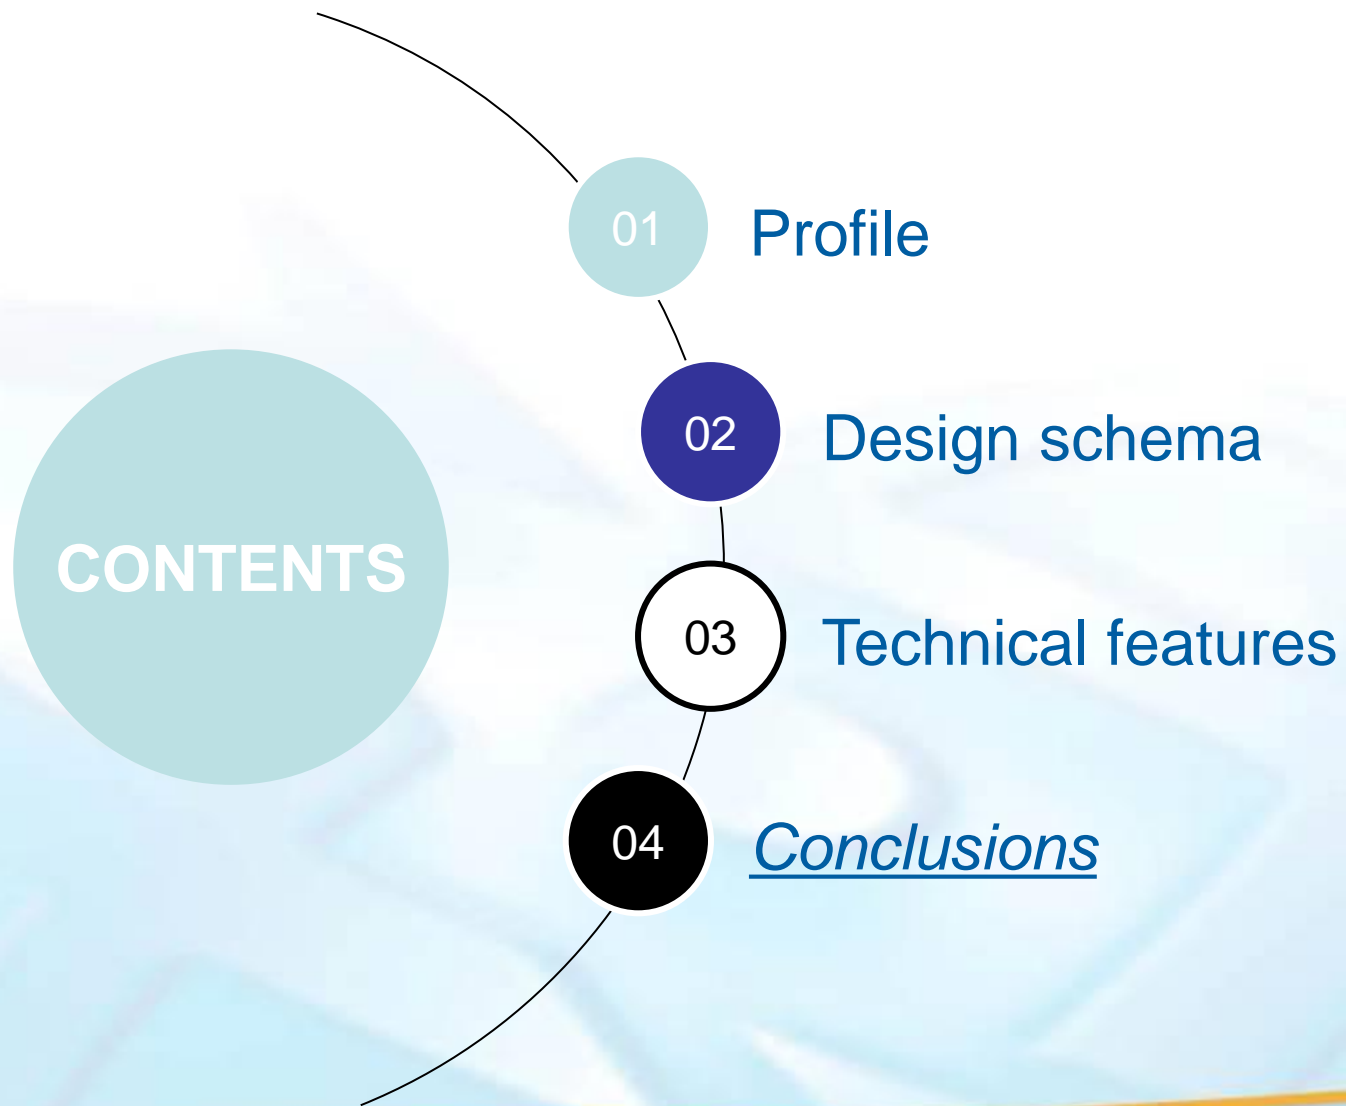 01 Profile
02 Design schema
CONTENTS
03 Technical features
04 Conclusions